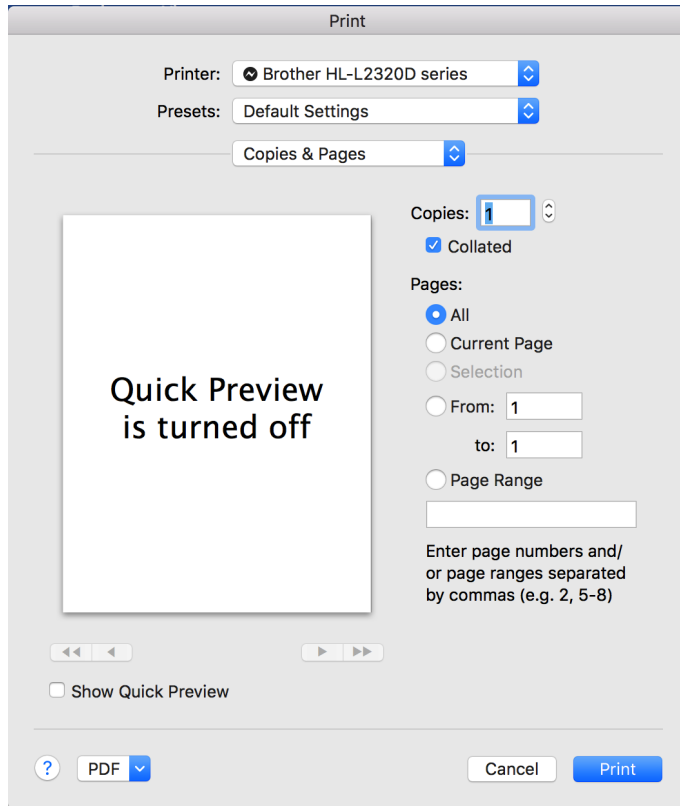 Print
Printer: Brother HL-L2320D series
Presets: Default Settings
Copies & Pages
Copies: 1
Collated
Pages:
All
Current Page
Selection
From: 1
to: 1
Page Range
Enter page numbers and/
or page ranges separated
by commas (e.g. 2, 5-8)
Quick Preview
is turned off
Show Quick Preview
? PDF Cancel Print